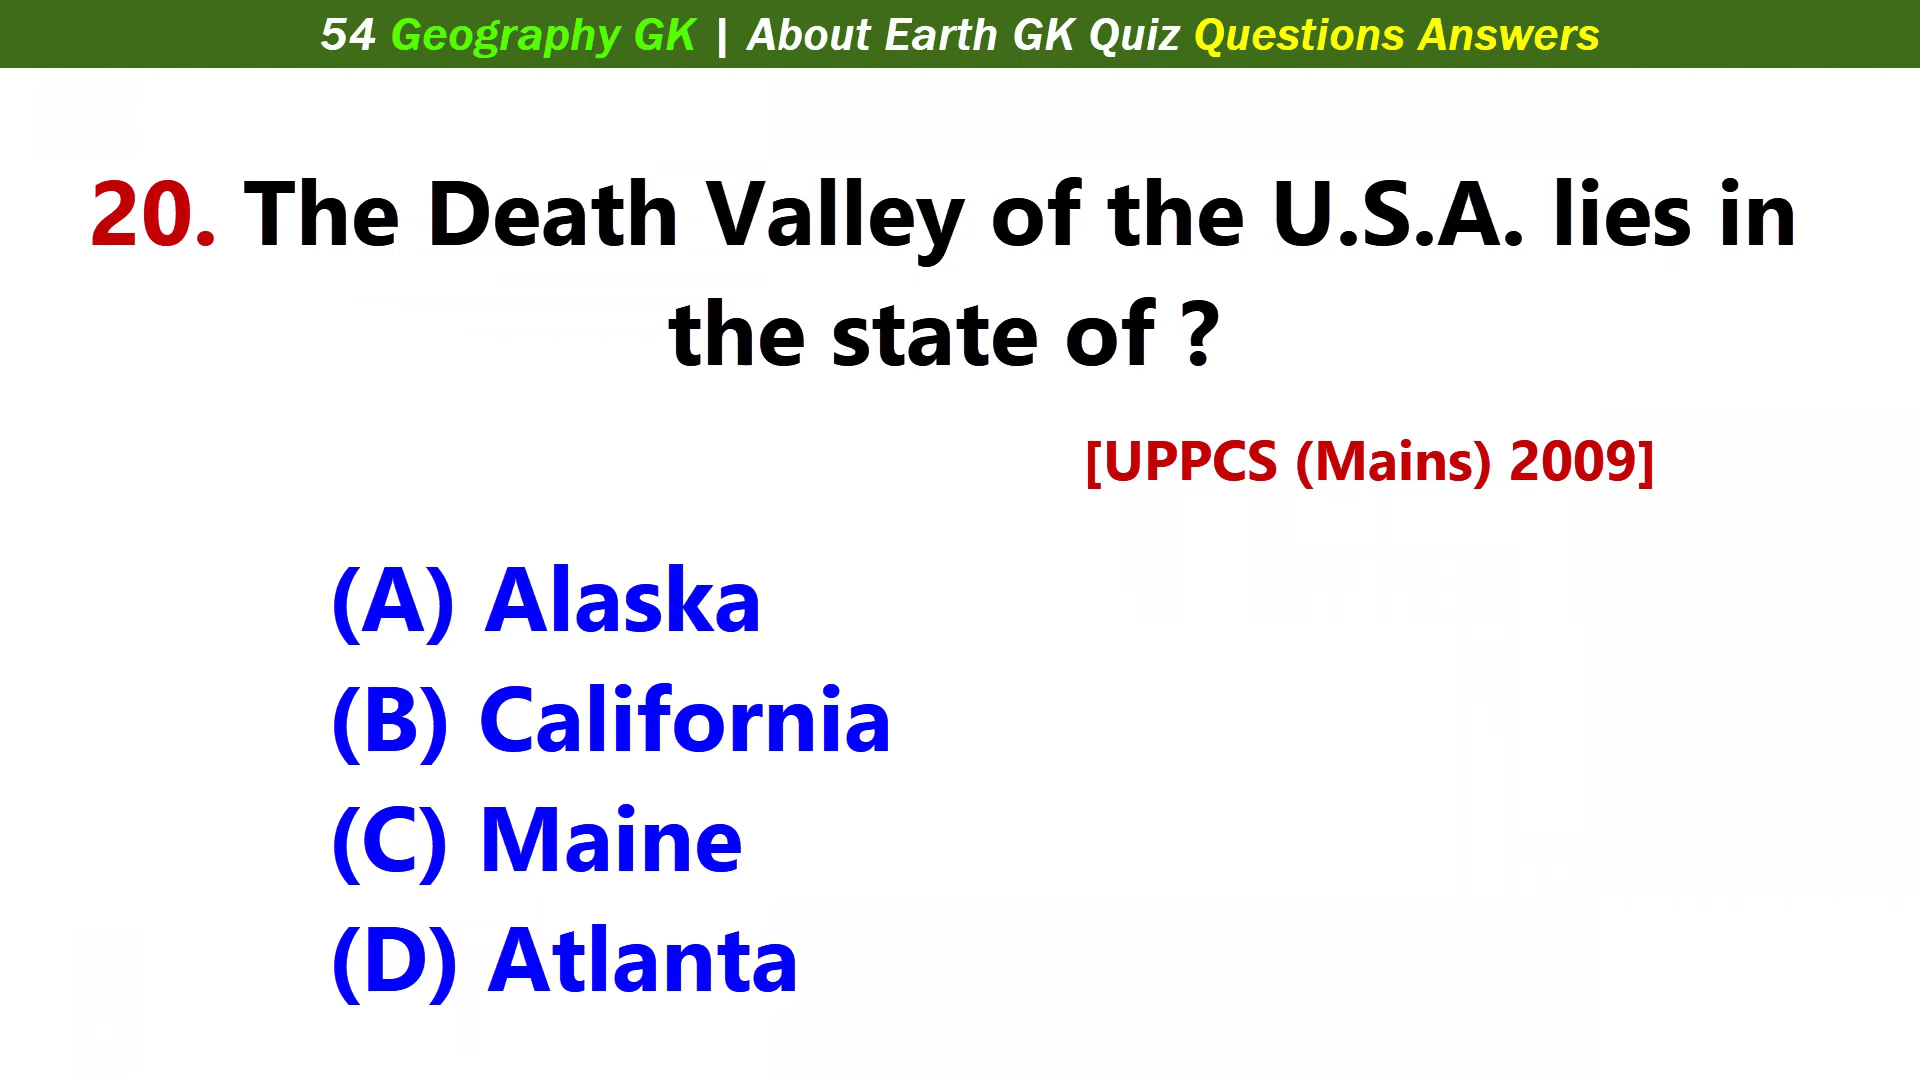 54 Geography GK | About Earth GK Quiz Questions Answers
20. The Death Valley of the U.S.A. lies in
the state of ?
[UPPCS (Mains) 2009]
(A) Alaska
(B) California
(C) Maine
(D) Atlanta